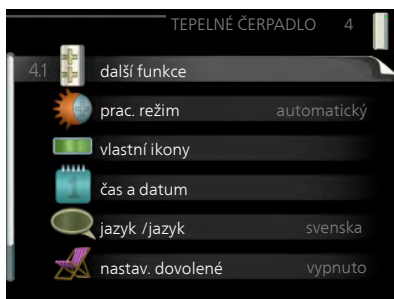 TEPELNÉ ČERPADLO 4
4.1 další funkce
prac. režim automatický
vlastní ikony
čas a datum
jazyk /jazyk svenska
nastav. dovolené vypnuto